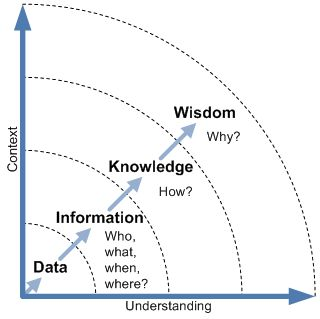 Wisdom
Why?
Context
Knowledge
How?
Information
Who,
what,
when,
where?
Data
Understanding